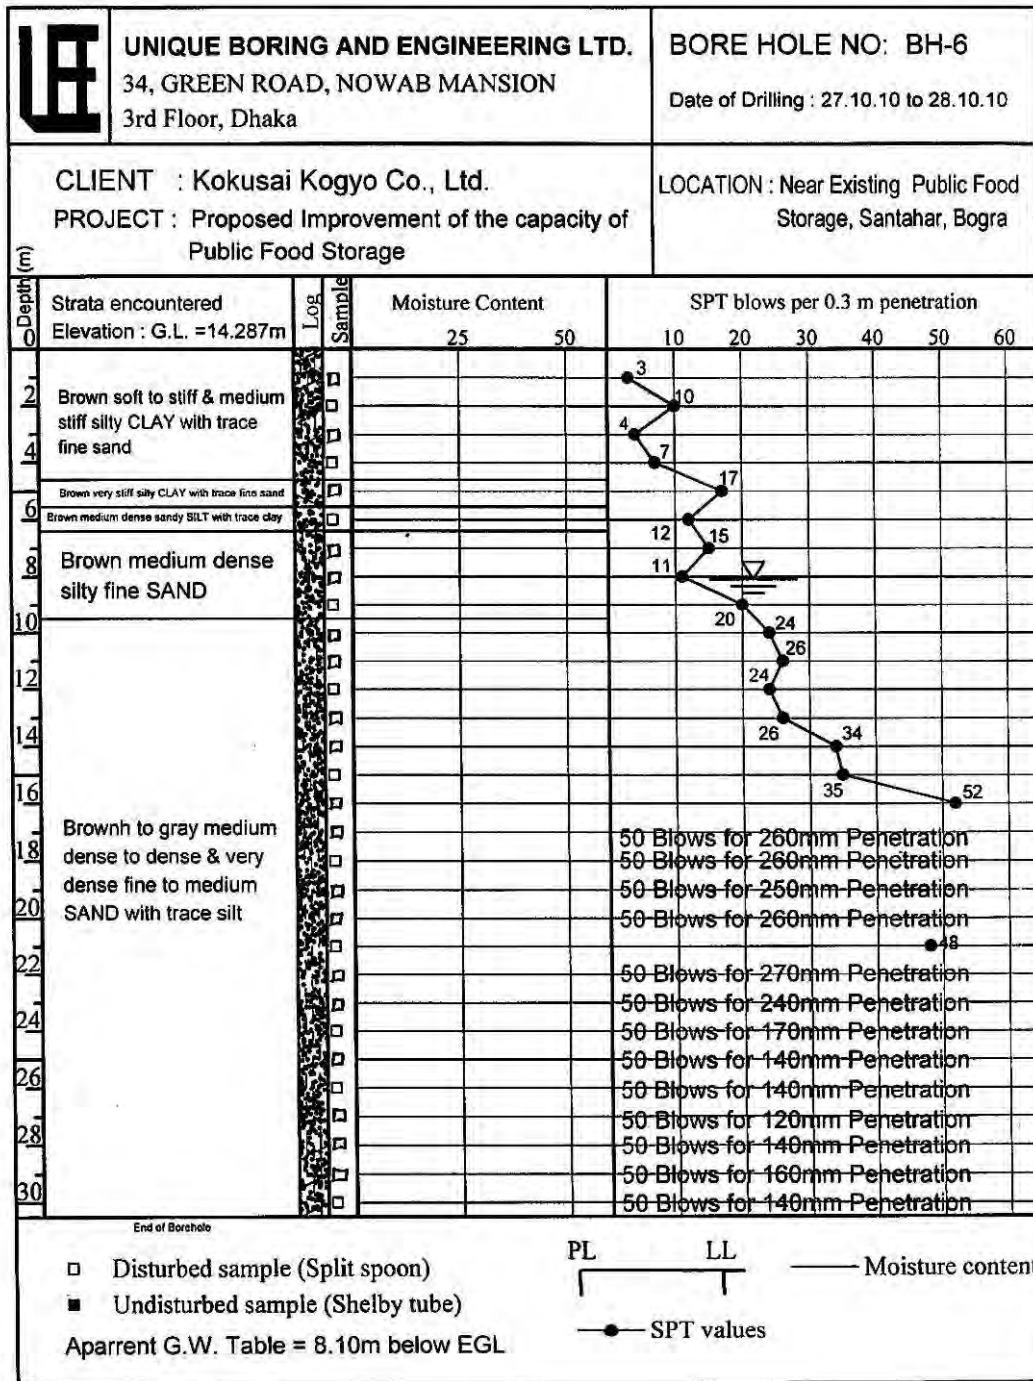 UNIQUE BORING AND ENGINEERING LTD.
34, GREEN ROAD, NOWAB MANSION
3rd Floor, Dhaka
BORE HOLE NO: BH-6
Date of Drilling : 27.10.10 to 28.10.10
CLIENT : Kokusai Kogyo Co., Ltd.
PROJECT : Proposed Improvement of the capacity of
Public Food Storage
LOCATION : Near Existing Public Food
Storage, Santahar, Bogra
Depth (m)
Strata encountered
Elevation : G.L. =14.287m
Log
Sample
Moisture Content
25 50
SPT blows per 0.3 m penetration
10 20 30 40 50 60
0
2
4
6
8
10
12
14
16
18
20
22
24
26
28
30
Brown soft to stiff & medium
stiff silty CLAY with trace
fine sand
Brown very stiff silty CLAY with trace fine sand
Brown medium dense sandy SILT with trace clay
Brown medium dense
silty fine SAND
Brownh to gray medium
dense to dense & very
dense fine to medium
SAND with trace silt
3
10
4
7
17
12
15
11
20
24
26
24
26
34
35
52
50 Blows for 260mm Penetration
50 Blows for 260mm Penetration
50 Blows for 250mm Penetration
50 Blows for 260mm Penetration
48
50 Blows for 270mm Penetration
50 Blows for 240mm Penetration
50 Blows for 170mm Penetration
50 Blows for 140mm Penetration
50 Blows for 140mm Penetration
50 Blows for 120mm Penetration
50 Blows for 140mm Penetration
50 Blows for 160mm Penetration
50 Blows for 140mm Penetration
End of Borehole
Disturbed sample (Split spoon)
Undisturbed sample (Shelby tube)
Aparrent G.W. Table = 8.10m below EGL
PL LL
Moisture content
SPT values